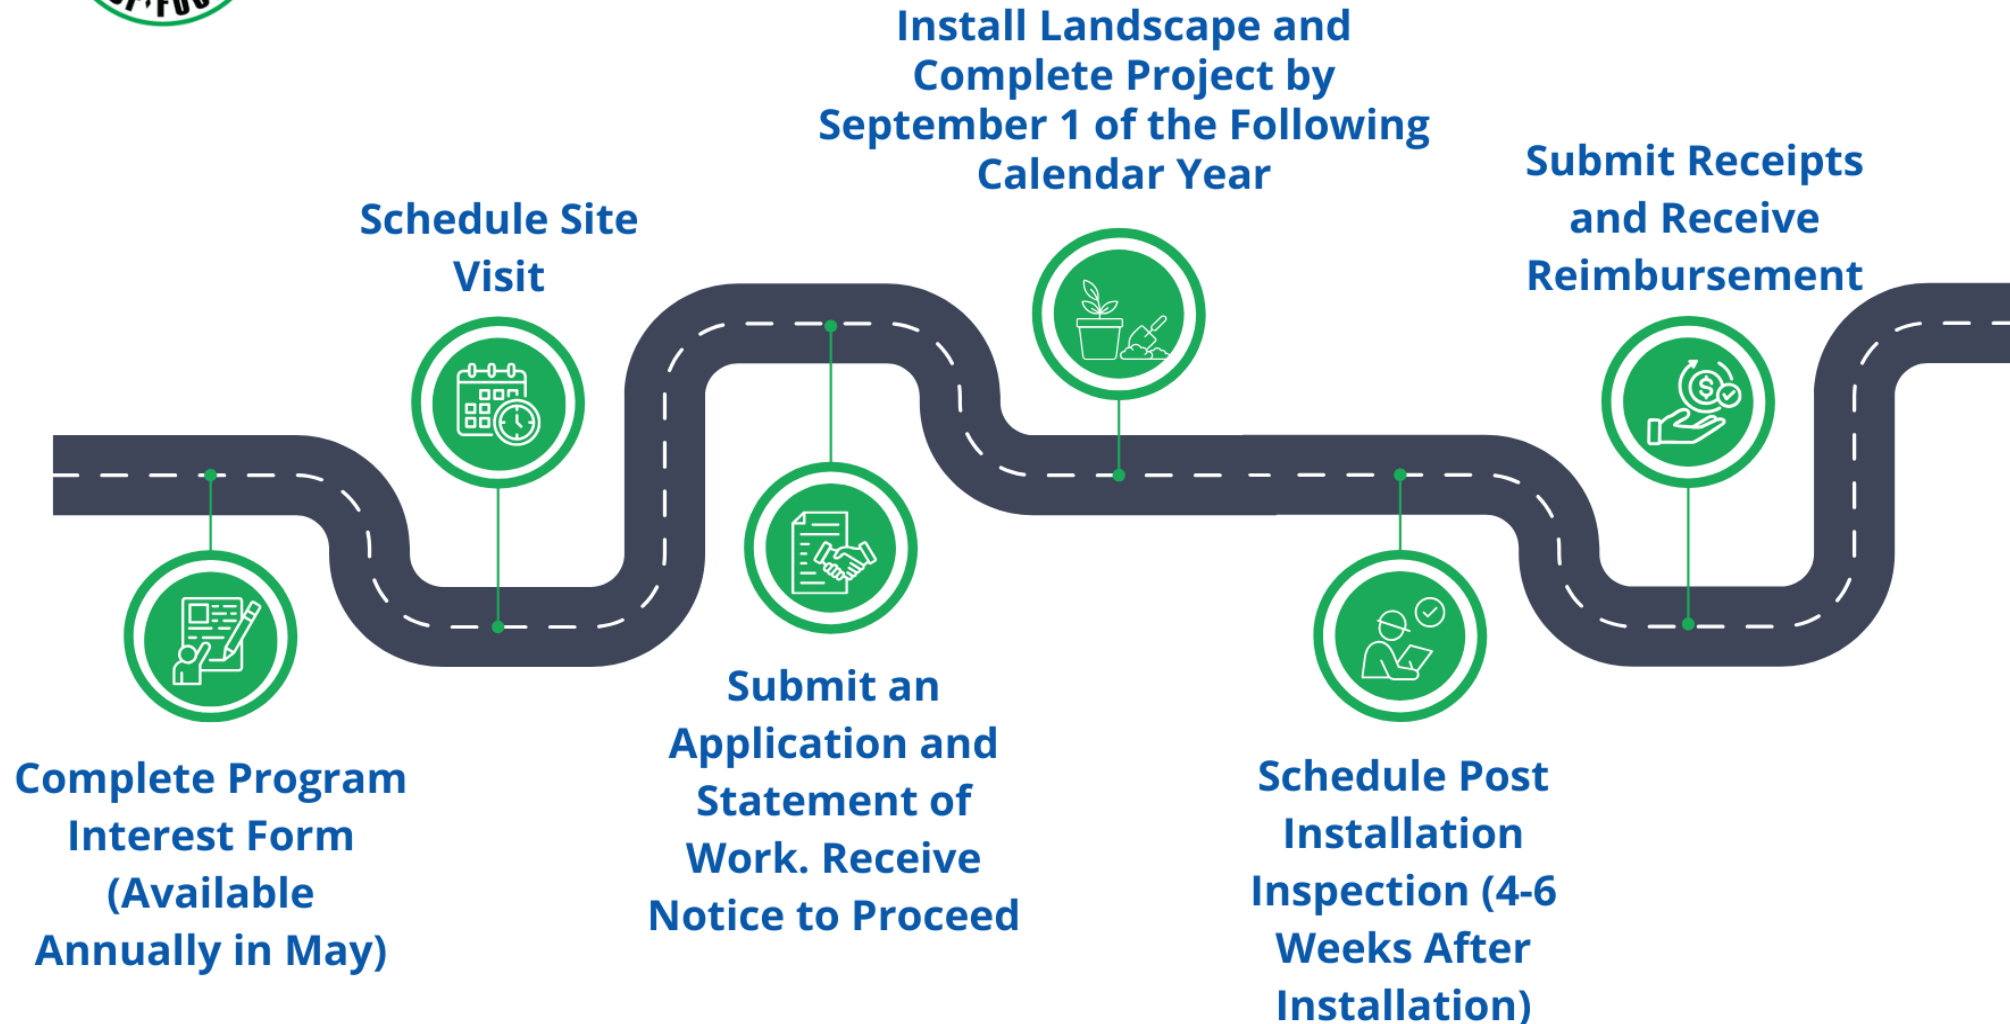 Install Landscape and
Complete Project by
September 1 of the Following
Calendar Year
Submit Receipts
and Receive
Reimbursement
Schedule Site
Visit
$
Submit an
Application and
Statement of
Work. Receive
Notice to Proceed
Complete Program
Interest Form
(Available
Annually in May)
Schedule Post
Installation
Inspection (4-6
Weeks After
Installation)